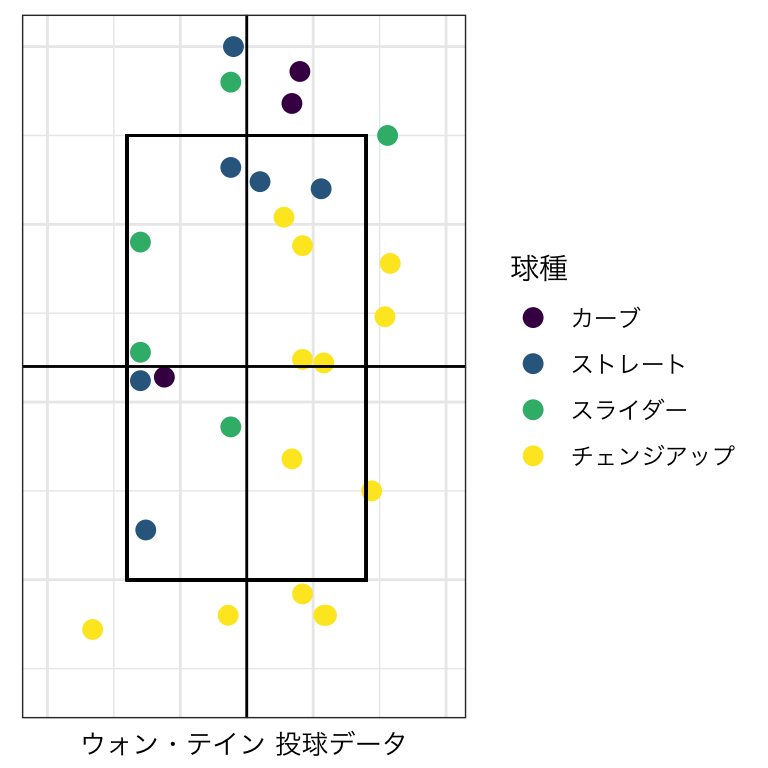 球種
カーブ
ストレート
スライダー
チェンジアップ
ウォン・テイン 投球データ